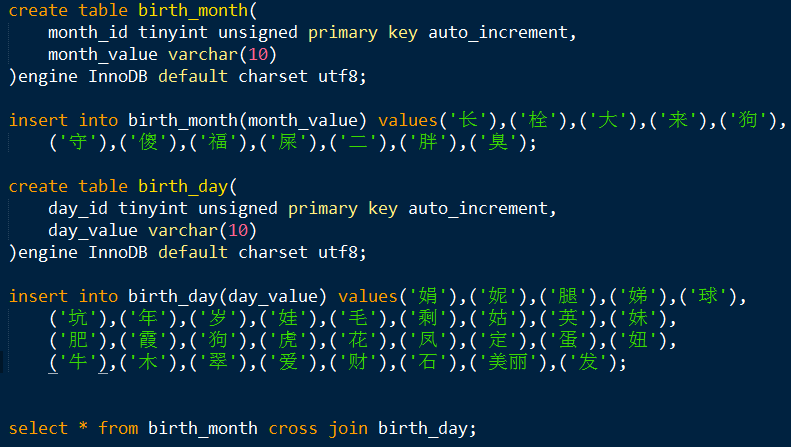 create table birth_month(
    month_id tinyint unsigned primary key auto_increment,
    month_value varchar(10)
)engine InnoDB default charset utf8;
insert into birth_month(month_value) values('长'),('栓'),('大'),('来'),('狗'),
    ('守'),('傻'),('福'),('屎'),('二'),('胖'),('臭');
create table birth_day(
    day_id tinyint unsigned primary key auto_increment,
    day_value varchar(10)
)engine InnoDB default charset utf8;
insert into birth_day(day_value) values('娟'),('妮'),('腿'),('娣'),('球'),
    ('坑'),('年'),('岁'),('娃'),('毛'),('剩'),('姑'),('英'),('妹'),
    ('肥'),('霞'),('狗'),('虎'),('花'),('凤'),('定'),('蛋'),('妞'),
    ('牛'),('木'),('翠'),('爱'),('财'),('石'),('美丽'),('发');
select * from birth_month cross join birth_day;